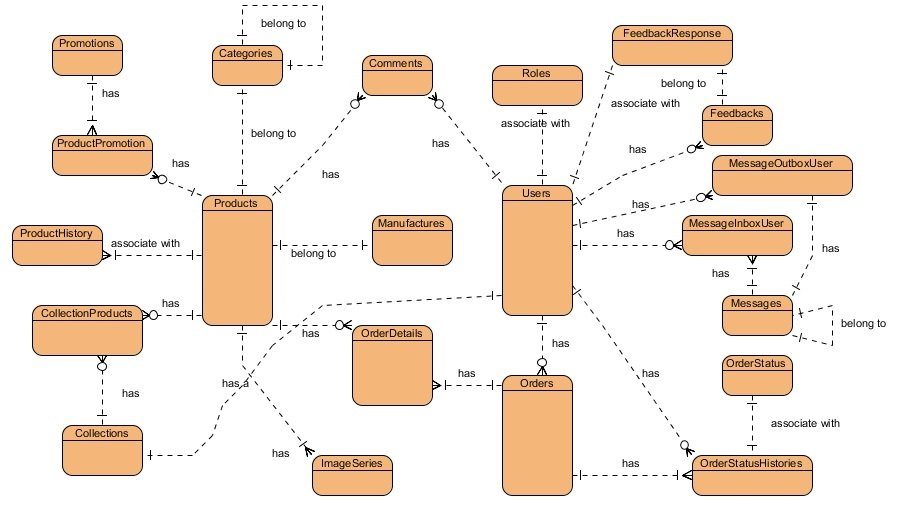 belong to
Promotions
Categories
Comments
Roles
FeedbackResponse
has
belong to
associate with
Feedbacks
belong to
associate with
ProductPromotion
has
has
has
has
MessageOutboxUser
Products
Users
has
ProductHistory
associate with
Manufactures
belong to
has
MessageInboxUser
has
has
CollectionProducts
has
Messages
belong to
has
OrderDetails
has
has a
has
Orders
has
OrderStatus
has
associate with
Collections
has
ImageSeries
has
OrderStatusHistories